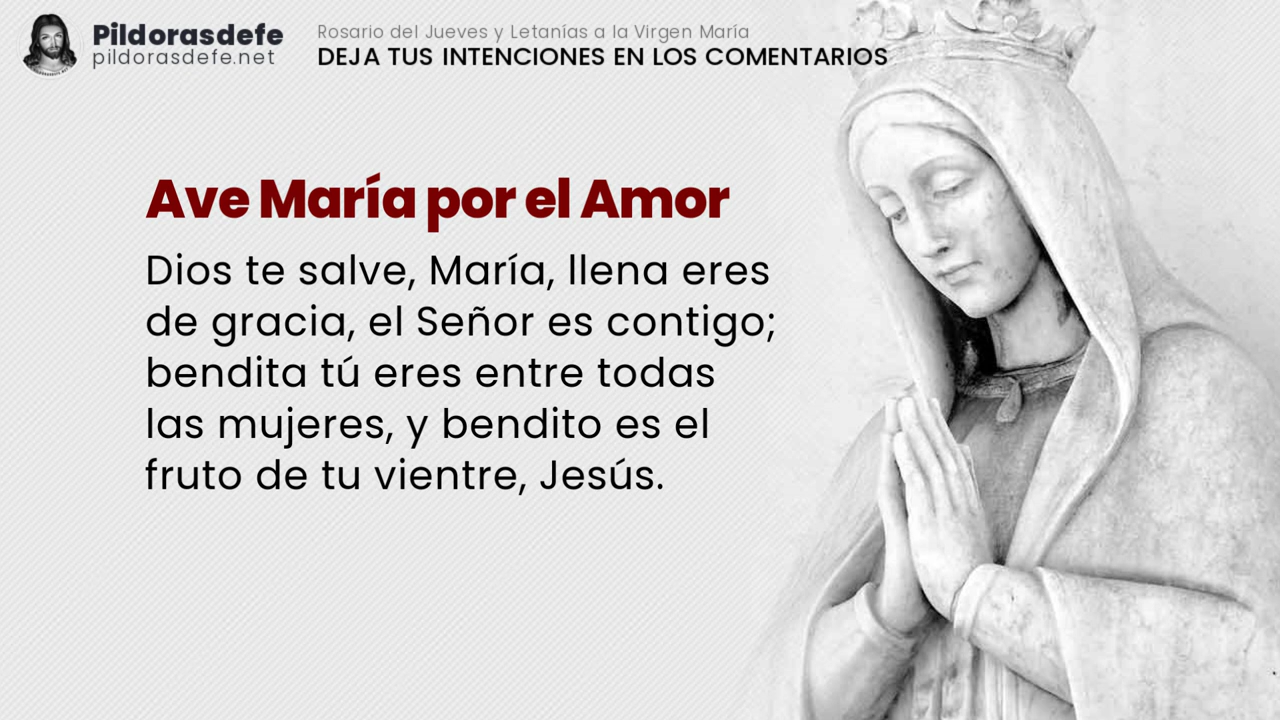 Pildorasdefe
pildorasdefe.net
Rosario del Jueves y Letanías a la Virgen María
DEJA TUS INTENCIONES EN LOS COMENTARIOS
Ave María por el Amor
Dios te salve, María, llena eres
de gracia, el Señor es contigo;
bendita tú eres entre todas
las mujeres, y bendito es el
fruto de tu vientre, Jesús.